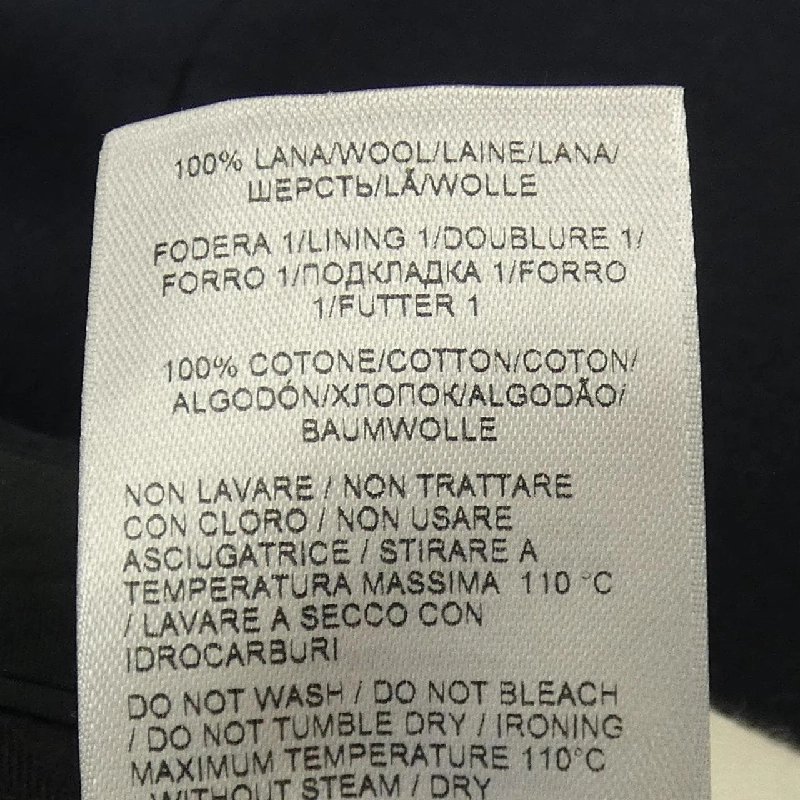 100% LANA/WOOL/LAINE/LANA/
ШЕРСТЬ/LÃ/WOLLE
FODERA 1/LINING 1/DOUBLURE 1/
FORRO 1/ПОДКЛАДКА 1/FORRO
1/FUTTER 1
100% COTONE/COTTON/COTON/
ALGODÓN/ХЛОПОК/ALGODÃO/
BAUMWOLLE
NON LAVARE / NON TRATTARE
CON CLORO / NON USARE
ASCIUGATRICE / STIRARE A
TEMPERATURA MASSIMA 110 °C
/ LAVARE A SECCO CON
IDROCARBURI
DO NOT WASH / DO NOT BLEACH
/ DO NOT TUMBLE DRY / IRONING
MAXIMUM TEMPERATURE 110°C
WITHOUT STEAM / DRY